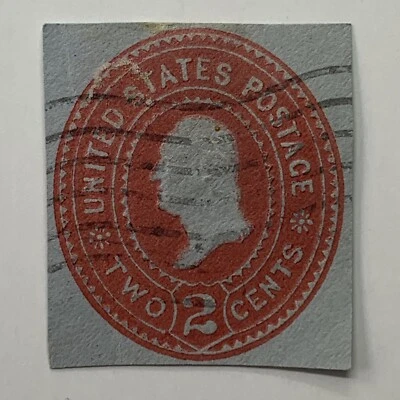 UNITED STATES POSTAGE
TWO 2 CENTS